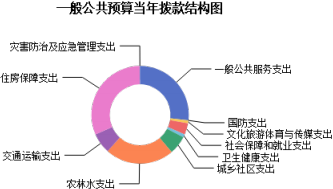 一般公共预算当年拨款结构图
灾害防治及应急管理支出
一般公共服务支出
住房保障支出
国防支出
文化旅游体育与传媒支出
社会保障和就业支出
卫生健康支出
交通运输支出
城乡社区支出
农林水支出